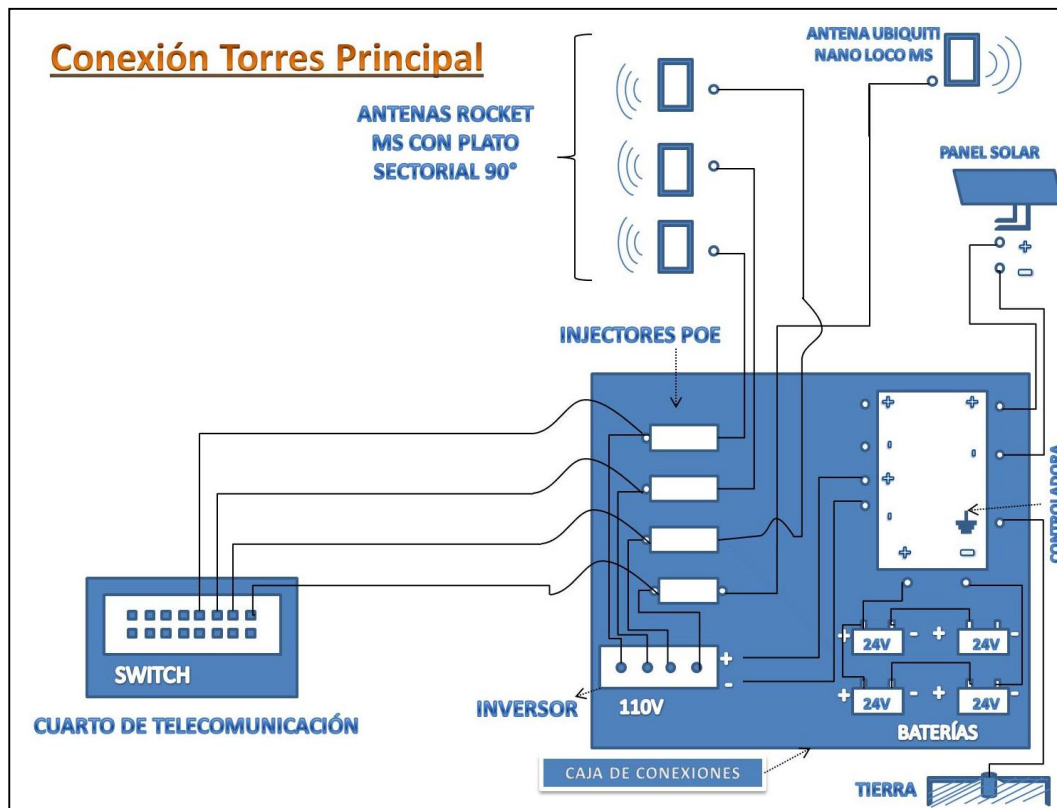 Conexión Torres Principal
ANTENAS ROCKET
MS CON PLATO
SECTORIAL 90°
ANTENA UBIQUITI
NANO LOCO MS
PANEL SOLAR
+
-
INJECTORES POE
+ +
- -
+
-
+ -
CONTROLADORA
SWITCH
CUARTO DE TELECOMUNICACIÓN
INVERSOR
110V
+
-
+ 24V - + 24V -
+ 24V - + 24V -
BATERÍAS
CAJA DE CONEXIONES
TIERRA